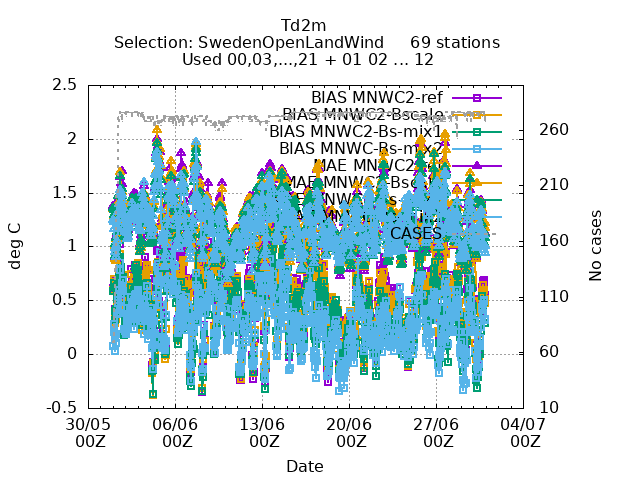 Td2m
Selection: SwedenOpenLandWind 69 stations
Used 00,03,...,21 + 01 02 ... 12
BIAS MNWC2-ref
BIAS MNWC2-Bscale
BIAS MNWC2-Bs-mix1
BIAS MNWC-Bs-mix2
MAE MNWC2-ref
CASES
2.5
2
1.5
1
0.5
0
-0.5
deg C
260
210
160
110
60
10
No cases
30/05 06/06 13/06 20/06 27/06 04/07
00Z 00Z 00Z 00Z 00Z 00Z
Date